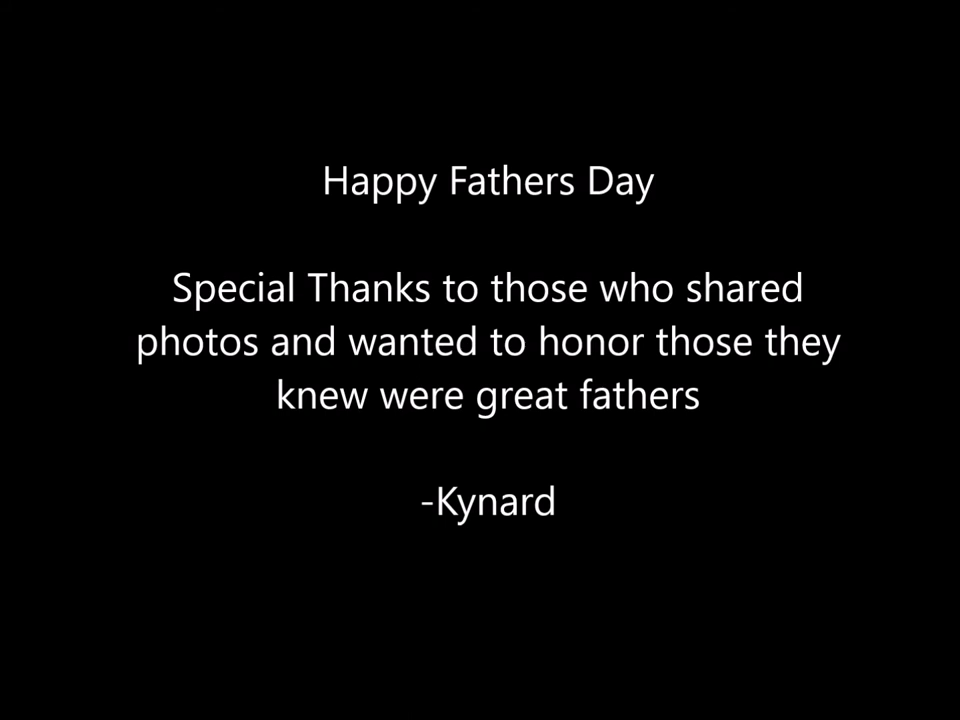 Happy Fathers Day
Special Thanks to those who shared
photos and wanted to honor those they
knew were great fathers
-Kynard